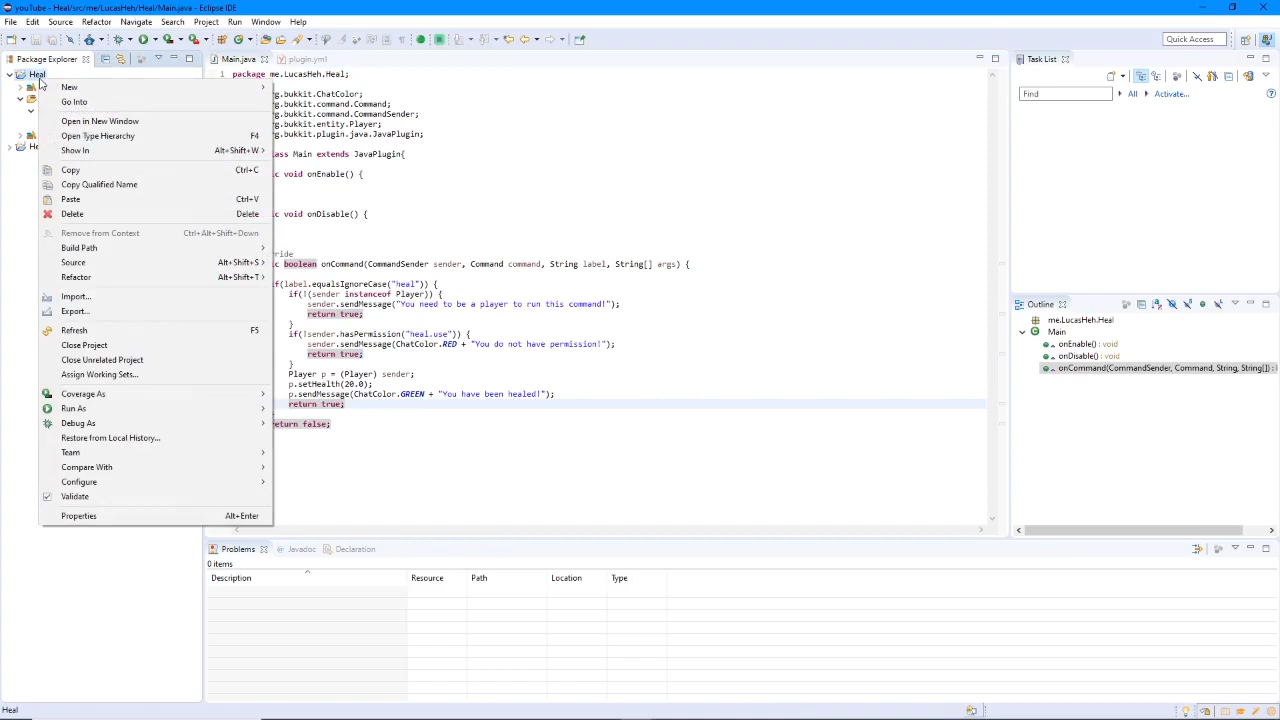 youTube - Heal/src/me/LucasHeh/Heal/Main.java - Eclipse IDE
File Edit Source Refactor Navigate Search Project Run Window Help
Quick Access
Package Explorer
Main.java
plugin.yml
Task List
Heal
package me.LucasHeh.Heal;
New
Find
All
Activate...
Go Into
rg.bukkit.ChatColor;
rg.bukkit.command.Command;
rg.bukkit.command.CommandSender;
rg.bukkit.entity.Player;
rg.bukkit.plugin.java.JavaPlugin;
Open in New Window
Open Type Hierarchy F4
Show In Alt+Shift+W
lass Main extends JavaPlugin{
Copy Ctrl+C
ic void onEnable() {
Copy Qualified Name
Paste Ctrl+V
Delete Delete
ic void onDisable() {
Remove from Context Ctrl+Alt+Shift+Down
Build Path
ride
Source Alt+Shift+S
ic boolean onCommand(CommandSender sender, Command command, String label, String[] args) {
Refactor Alt+Shift+T
if(label.equalsIgnoreCase("heal")) {
Import...
if(!(sender instanceof Player)) {
sender.sendMessage("You need to be a player to run this command!");
Export...
return true;
}
Refresh F5
if(!sender.hasPermission("heal.use")) {
Close Project
sender.sendMessage(ChatColor.RED + "You do not have permission!");
return true;
Close Unrelated Project
}
Assign Working Sets...
Player p = (Player) sender;
p.setHealth(20.0);
Coverage As
p.sendMessage(ChatColor.GREEN + "You have been healed!");
Run As
return true;
Debug As
return false;
Restore from Local History...
Team
Compare With
Configure
Validate
Properties Alt+Enter
Outline
me.LucasHeh.Heal
Main
onEnable() : void
onDisable() : void
onCommand(CommandSender, Command, String, String[]) :
Problems
Javadoc
Declaration
0 items
Description Resource Path Location Type
Heal